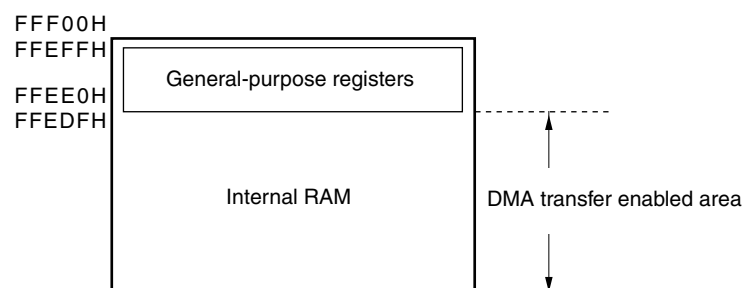 FFF00H
FFEFFH
General-purpose registers
FFEE0H
FFEDFH
Internal RAM
DMA transfer enabled area